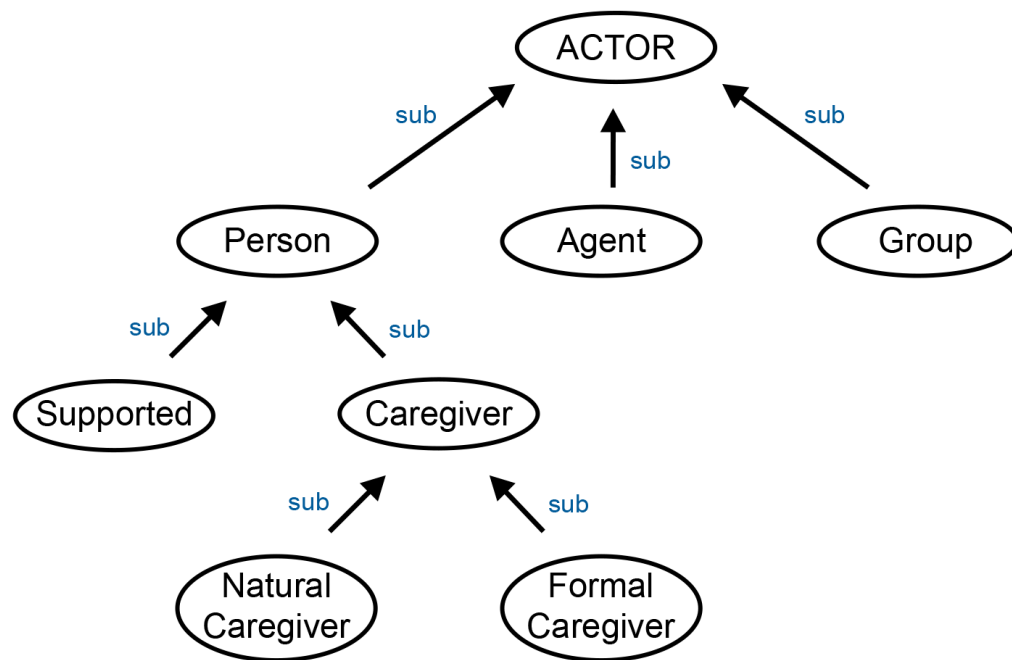 ACTOR
sub
sub
sub
Person
Agent
Group
sub
sub
Supported
Caregiver
sub
sub
Natural
Caregiver
Formal
Caregiver